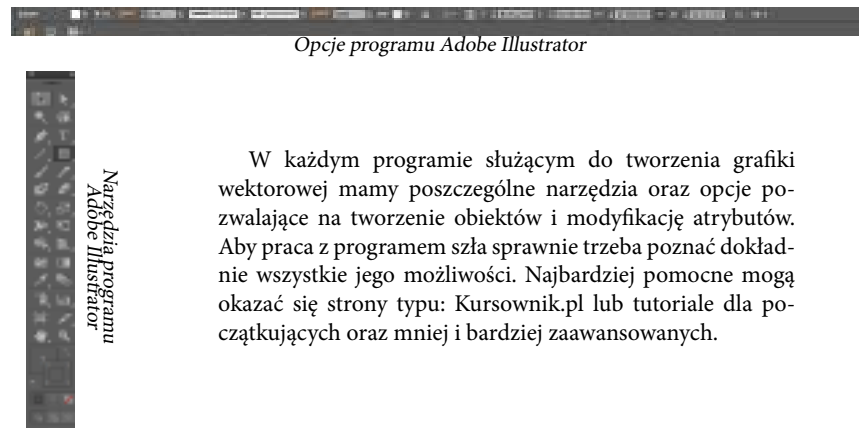 Opcje programu Adobe Illustrator
Narzędzia programu
Adobe Illustrator
W każdym programie służącym do tworzenia grafiki
wektorowej mamy poszczególne narzędzia oraz opcje po-
zwalające na tworzenie obiektów i modyfikację atrybutów.
Aby praca z programem szła sprawnie trzeba poznać dokład-
nie wszystkie jego możliwości. Najbardziej pomocne mogą
okazać się strony typu: Kursownik.pl lub tutoriale dla po-
czątkujących oraz mniej i bardziej zaawansowanych.